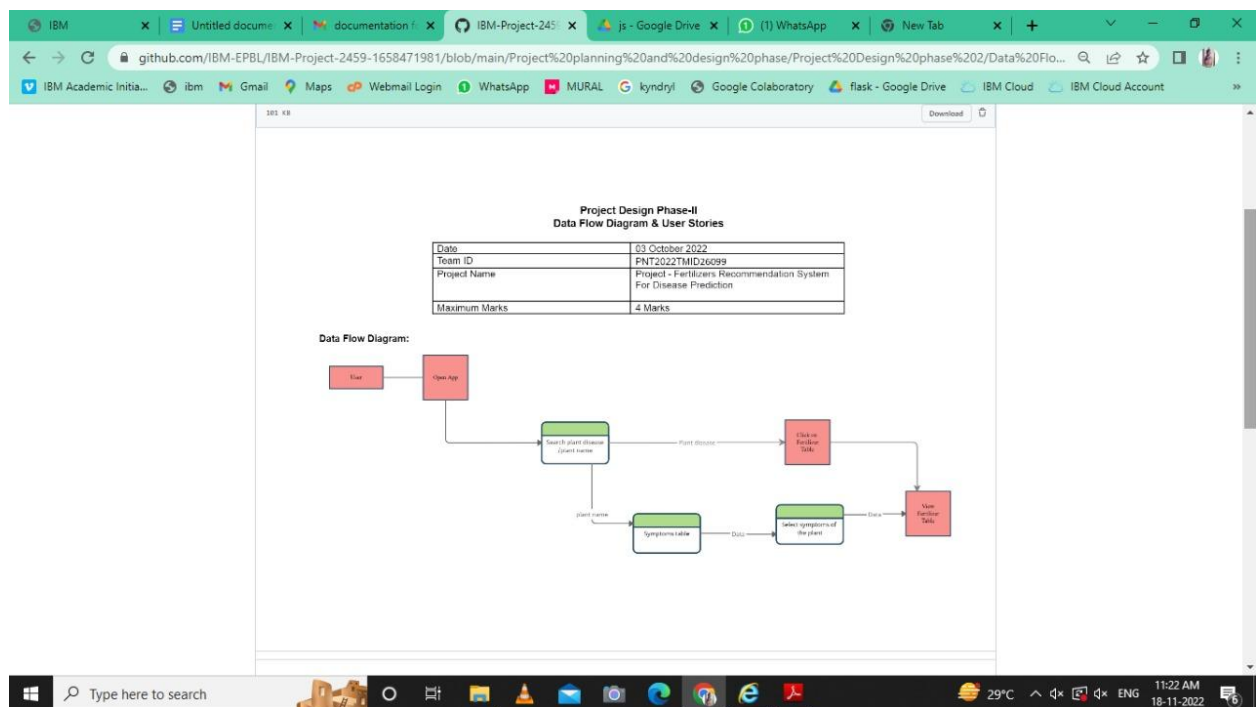 IBM
Untitled docume
documentation f
IBM-Project-245
js - Google Drive
(1) WhatsApp
New Tab
github.com/IBM-EPBL/IBM-Project-2459-1658471981/blob/main/Project%20planning%20and%20design%20phase/Project%20Design%20phase%202/Data%20Flo...
IBM Academic Initia...
ibm
Gmail
Maps
Webmail Login
WhatsApp
MURAL
kyndryl
Google Colaboratory
flask - Google Drive
IBM Cloud
IBM Cloud Account
101 KB
Download
Project Design Phase-II
Data Flow Diagram & User Stories
Date
03 October 2022
Team ID
PNT2022TMID26099
Project Name
Project - Fertilizers Recommendation System
For Disease Prediction
Maximum Marks
4 Marks
Data Flow Diagram:
User
Open App
Search plant disease
/plant name
Plant disease
Click on
Fertilizer
Table
plant name
Symptoms table
Data
Select symptoms of
the plant
Data
View
Fertilizer
Table
Type here to search
29°C
ENG
11:22 AM
18-11-2022
6